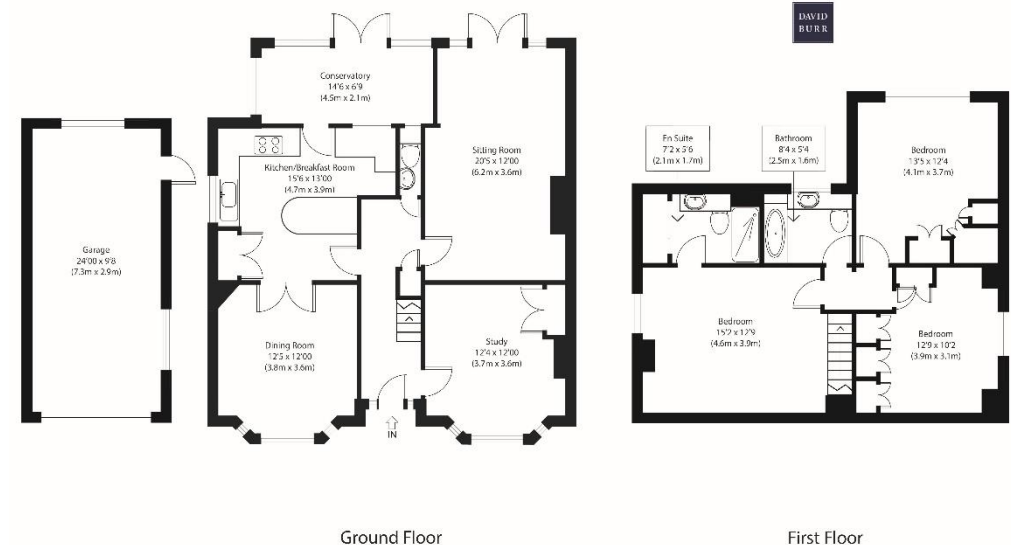 DAVID
BURR
Conservatory
14'6 x 6'9
(4.5m x 2.1m)
Sitting Room
20'5 x 12'00
(6.2m x 3.6m)
Kitchen/Breakfast Room
15'6 x 13'00
(4.7m x 3.9m)
Garage
24'00 x 9'8
(7.3m x 2.9m)
Dining Room
12'5 x 12'00
(3.8m x 3.6m)
Study
12'4 x 12'00
(3.7m x 3.6m)
IN
Ground Floor
En Suite
7'2 x 5'6
(2.1m x 1.7m)
Bathroom
8'4 x 5'4
(2.5m x 1.6m)
Bedroom
13'5 x 12'4
(4.1m x 3.7m)
Bedroom
15'2 x 12'9
(4.6m x 3.9m)
Bedroom
12'9 x 10'2
(3.9m x 3.1m)
First Floor